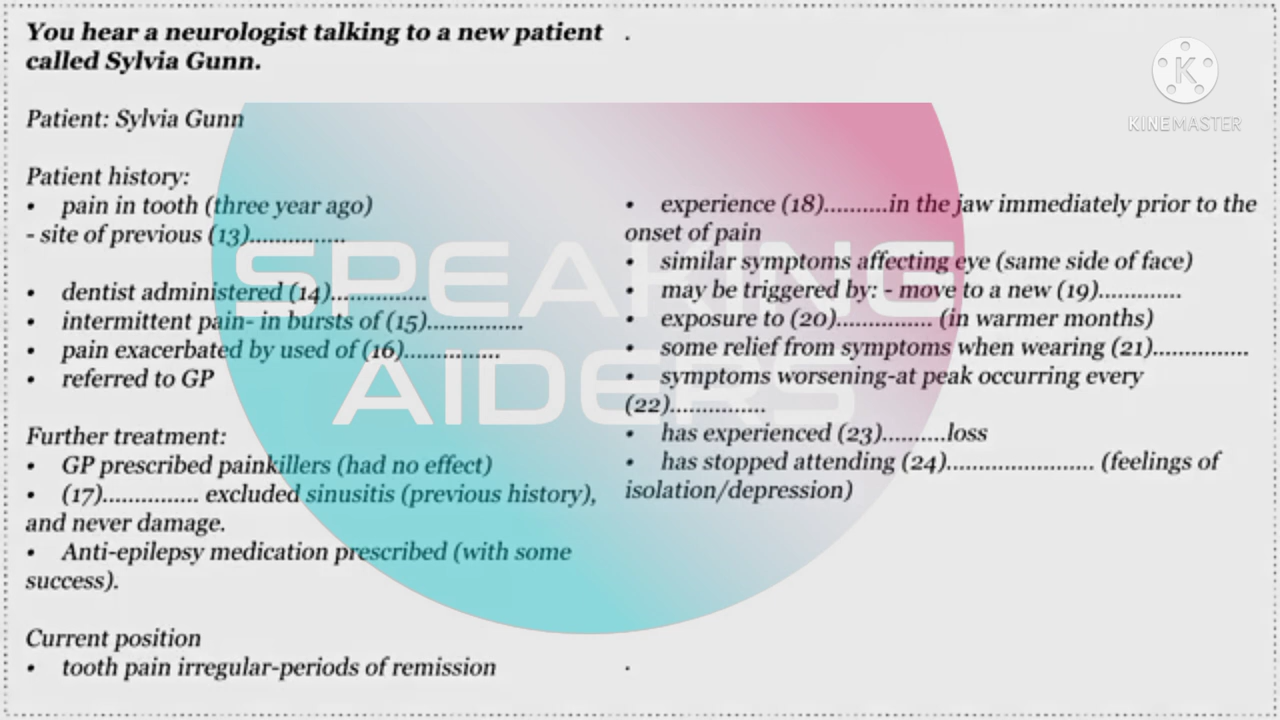 You hear a neurologist talking to a new patient .
called Sylvia Gunn.
Patient: Sylvia Gunn
Patient history:
• pain in tooth (three year ago)
- site of previous (13)...............
• dentist administered (14)...............
• intermittent pain- in bursts of (15)...............
• pain exacerbated by used of (16)...............
• referred to GP
Further treatment:
• GP prescribed painkillers (had no effect)
• (17)............... excluded sinusitis (previous history),
and never damage.
• Anti-epilepsy medication prescribed (with some
success).
Current position
• tooth pain irregular-periods of remission .
• experience (18)..........in the jaw immediately prior to the
onset of pain
• similar symptoms affecting eye (same side of face)
• may be triggered by: - move to a new (19).............
• exposure to (20)............... (in warmer months)
• some relief from symptoms when wearing (21)...............
• symptoms worsening-at peak occurring every
(22)...............
• has experienced (23)..........loss
• has stopped attending (24)....................... (feelings of
isolation/depression)
SPEAKING
AIDERS
K
KINEMASTER